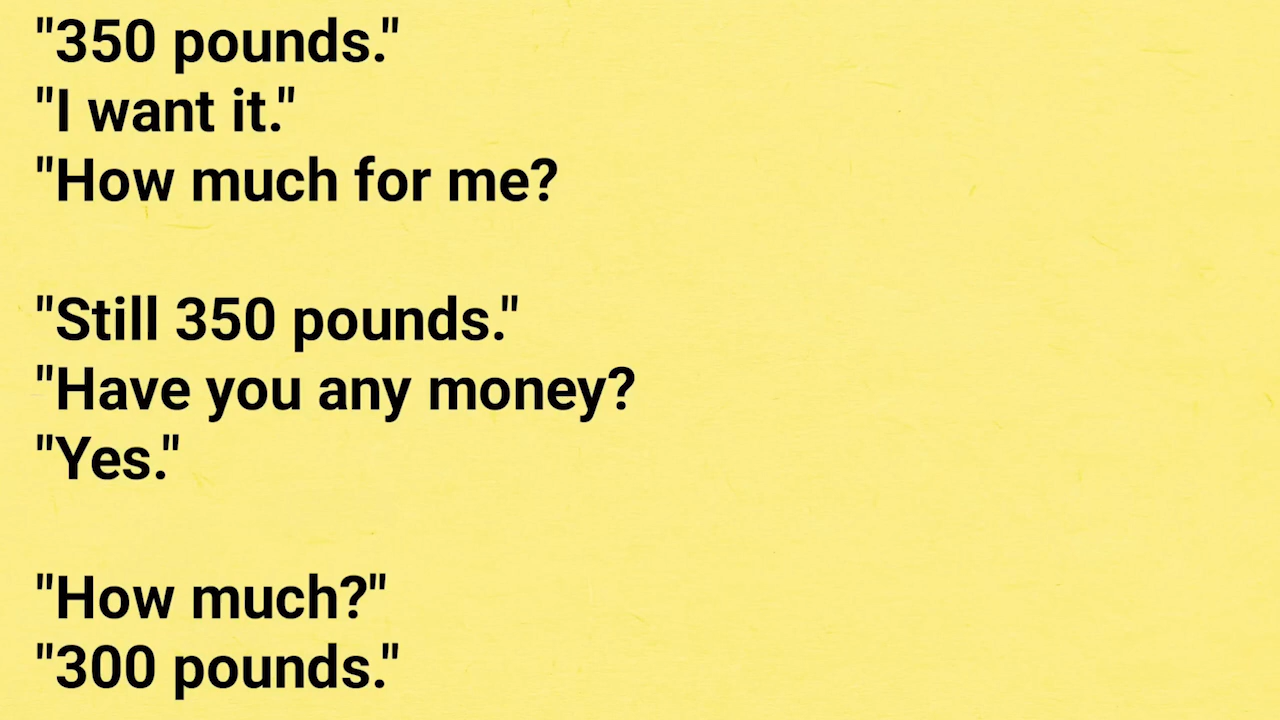 "350 pounds."
"I want it."
"How much for me?
"Still 350 pounds."
"Have you any money?
"Yes."
"How much?"
"300 pounds."